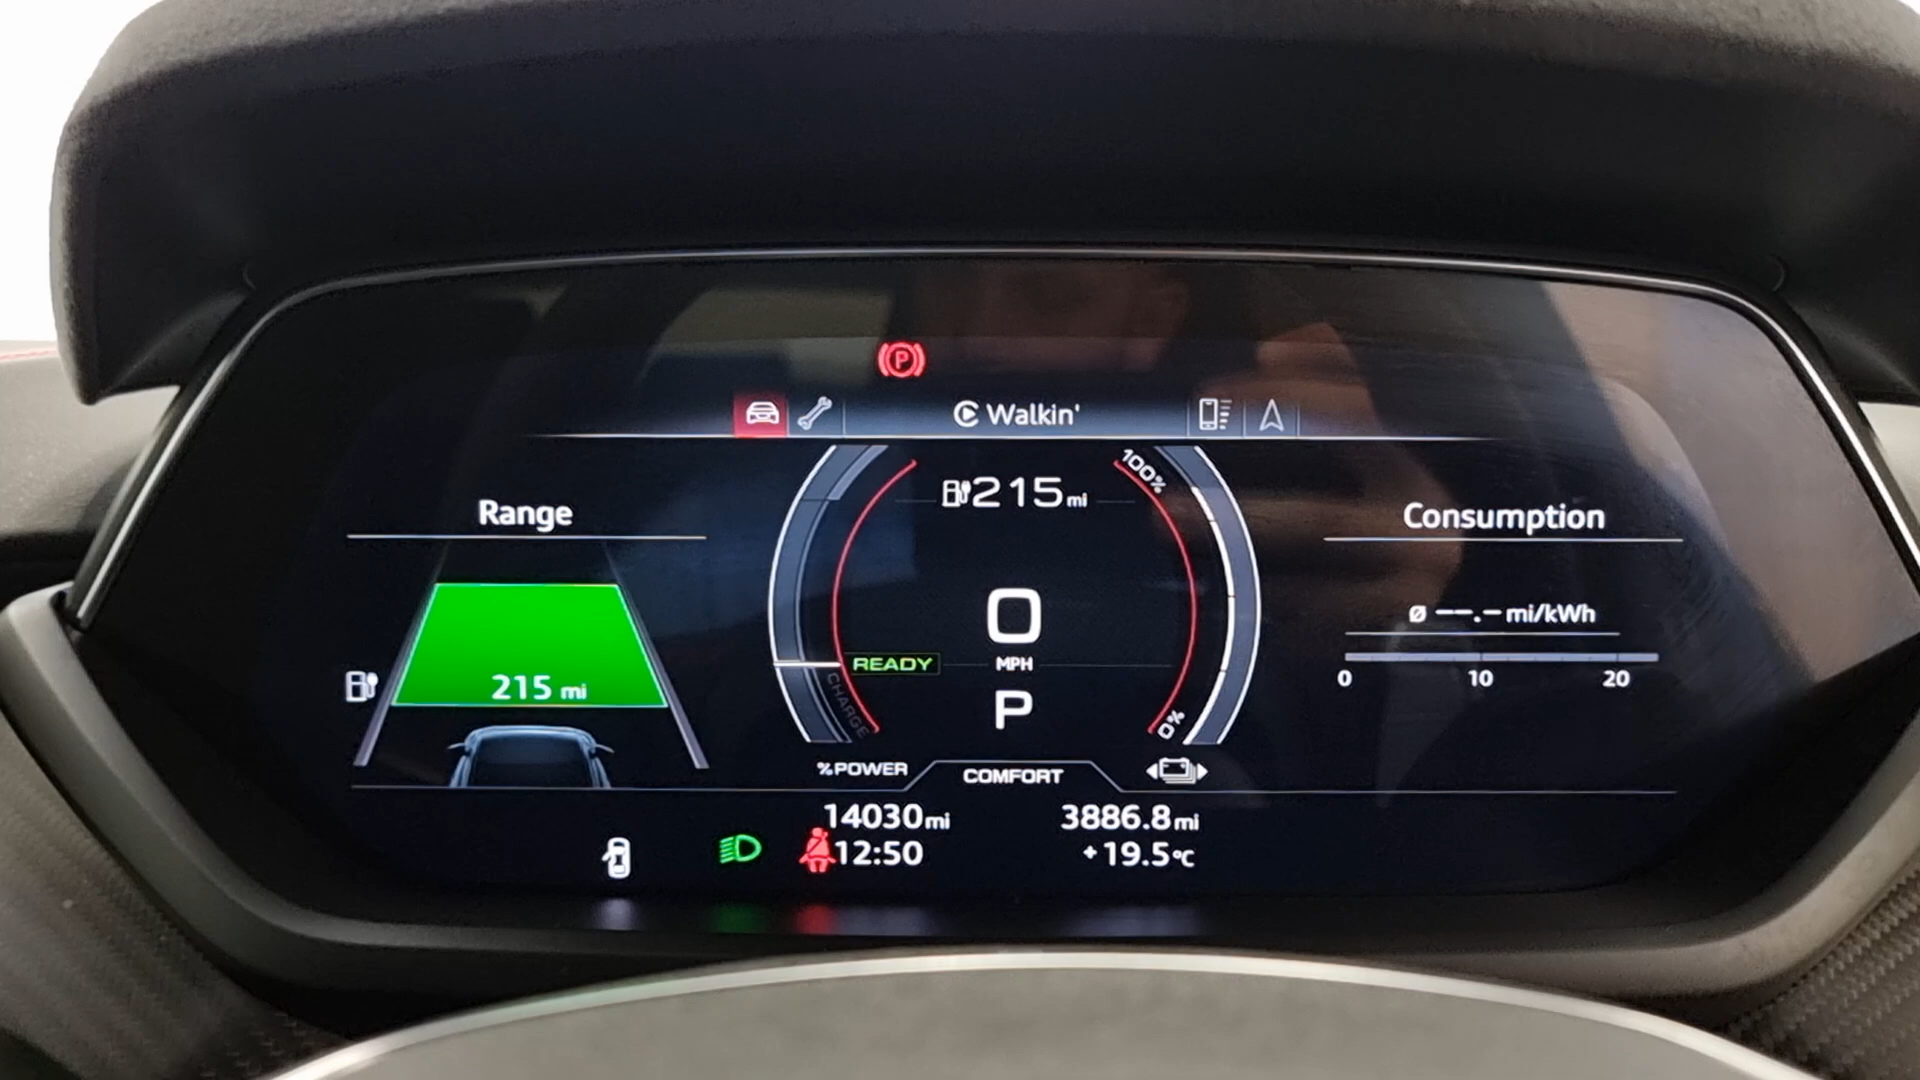 P
Walkin'
Range
215 mi
215 mi
100%
READY
CHARGE
0
MPH
P
0%
%POWER
COMFORT
Consumption
Ø --.- mi/kWh
0 10 20
14030 mi
3886.8 mi
12:50
+19.5°C